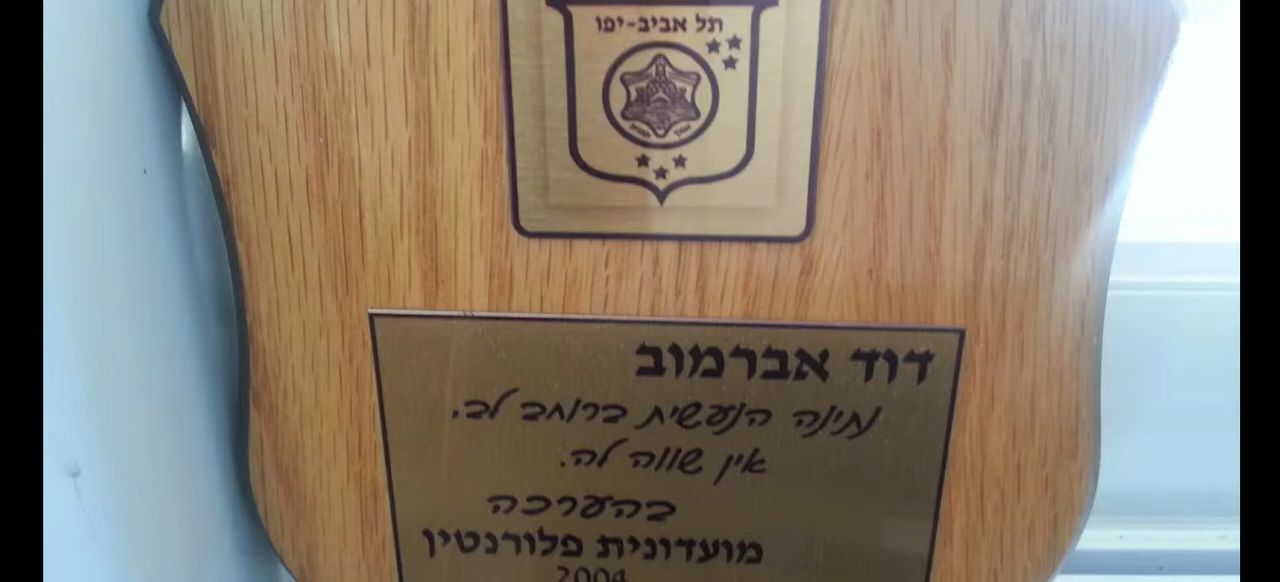 תל אביב-יפו
דוד אברמוב
נתינה הנעשית ברוחב לב,
אין שווה לה.
בהערכה
מועדונית פלורנטין
2004